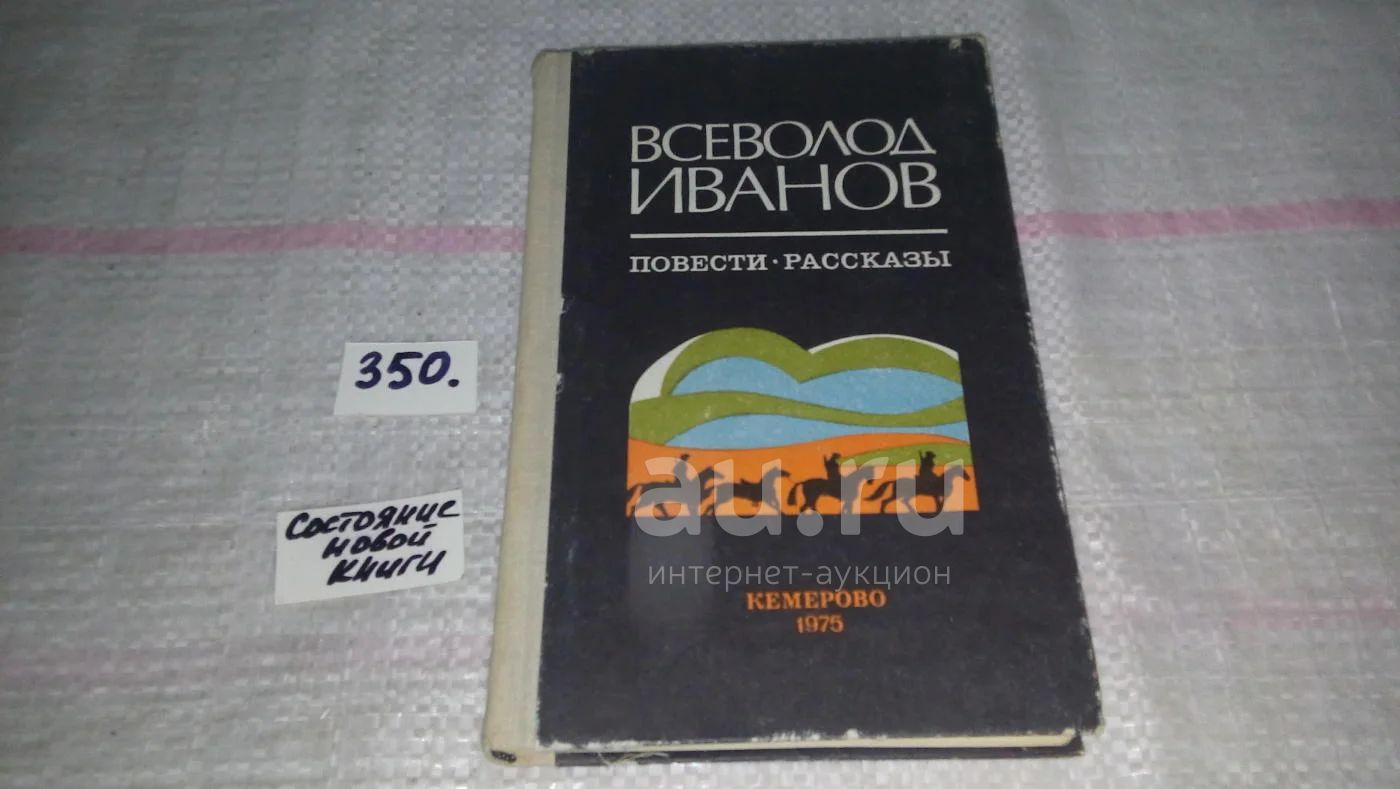 ВСЕВОЛОД
ИВАНОВ
ПОВЕСТИ · РАССКАЗЫ
350.
Состояние
новой
книги
au.ru
интернет-аукцион
КЕМЕРОВО
1975